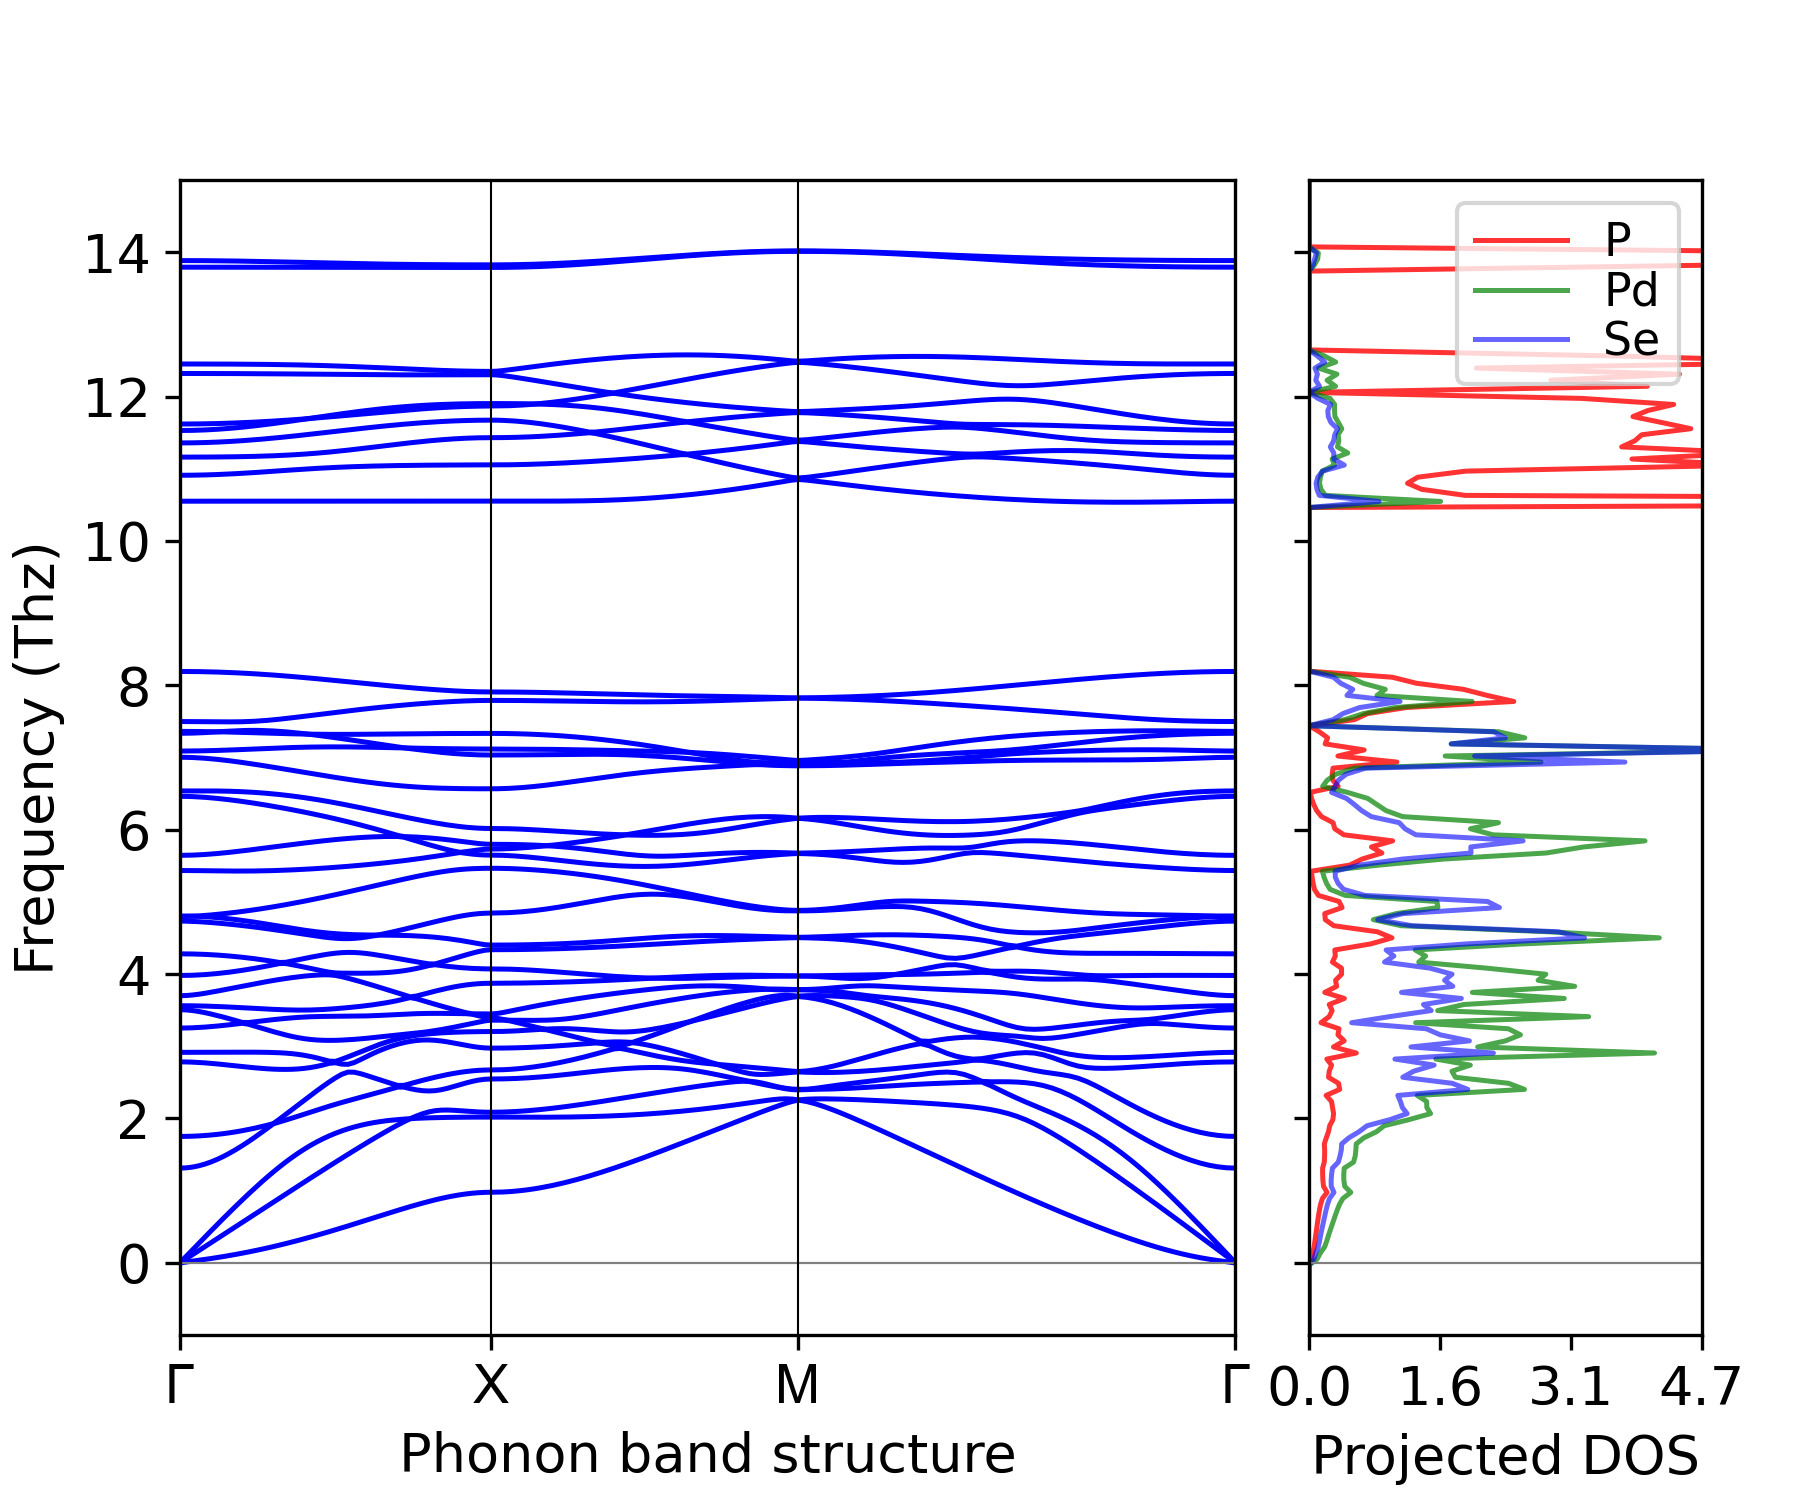 14
12
10
8
6
4
2
0
Frequency (Thz)
Γ X M Γ
Phonon band structure
P
Pd
Se
0.0 1.6 3.1 4.7
Projected DOS